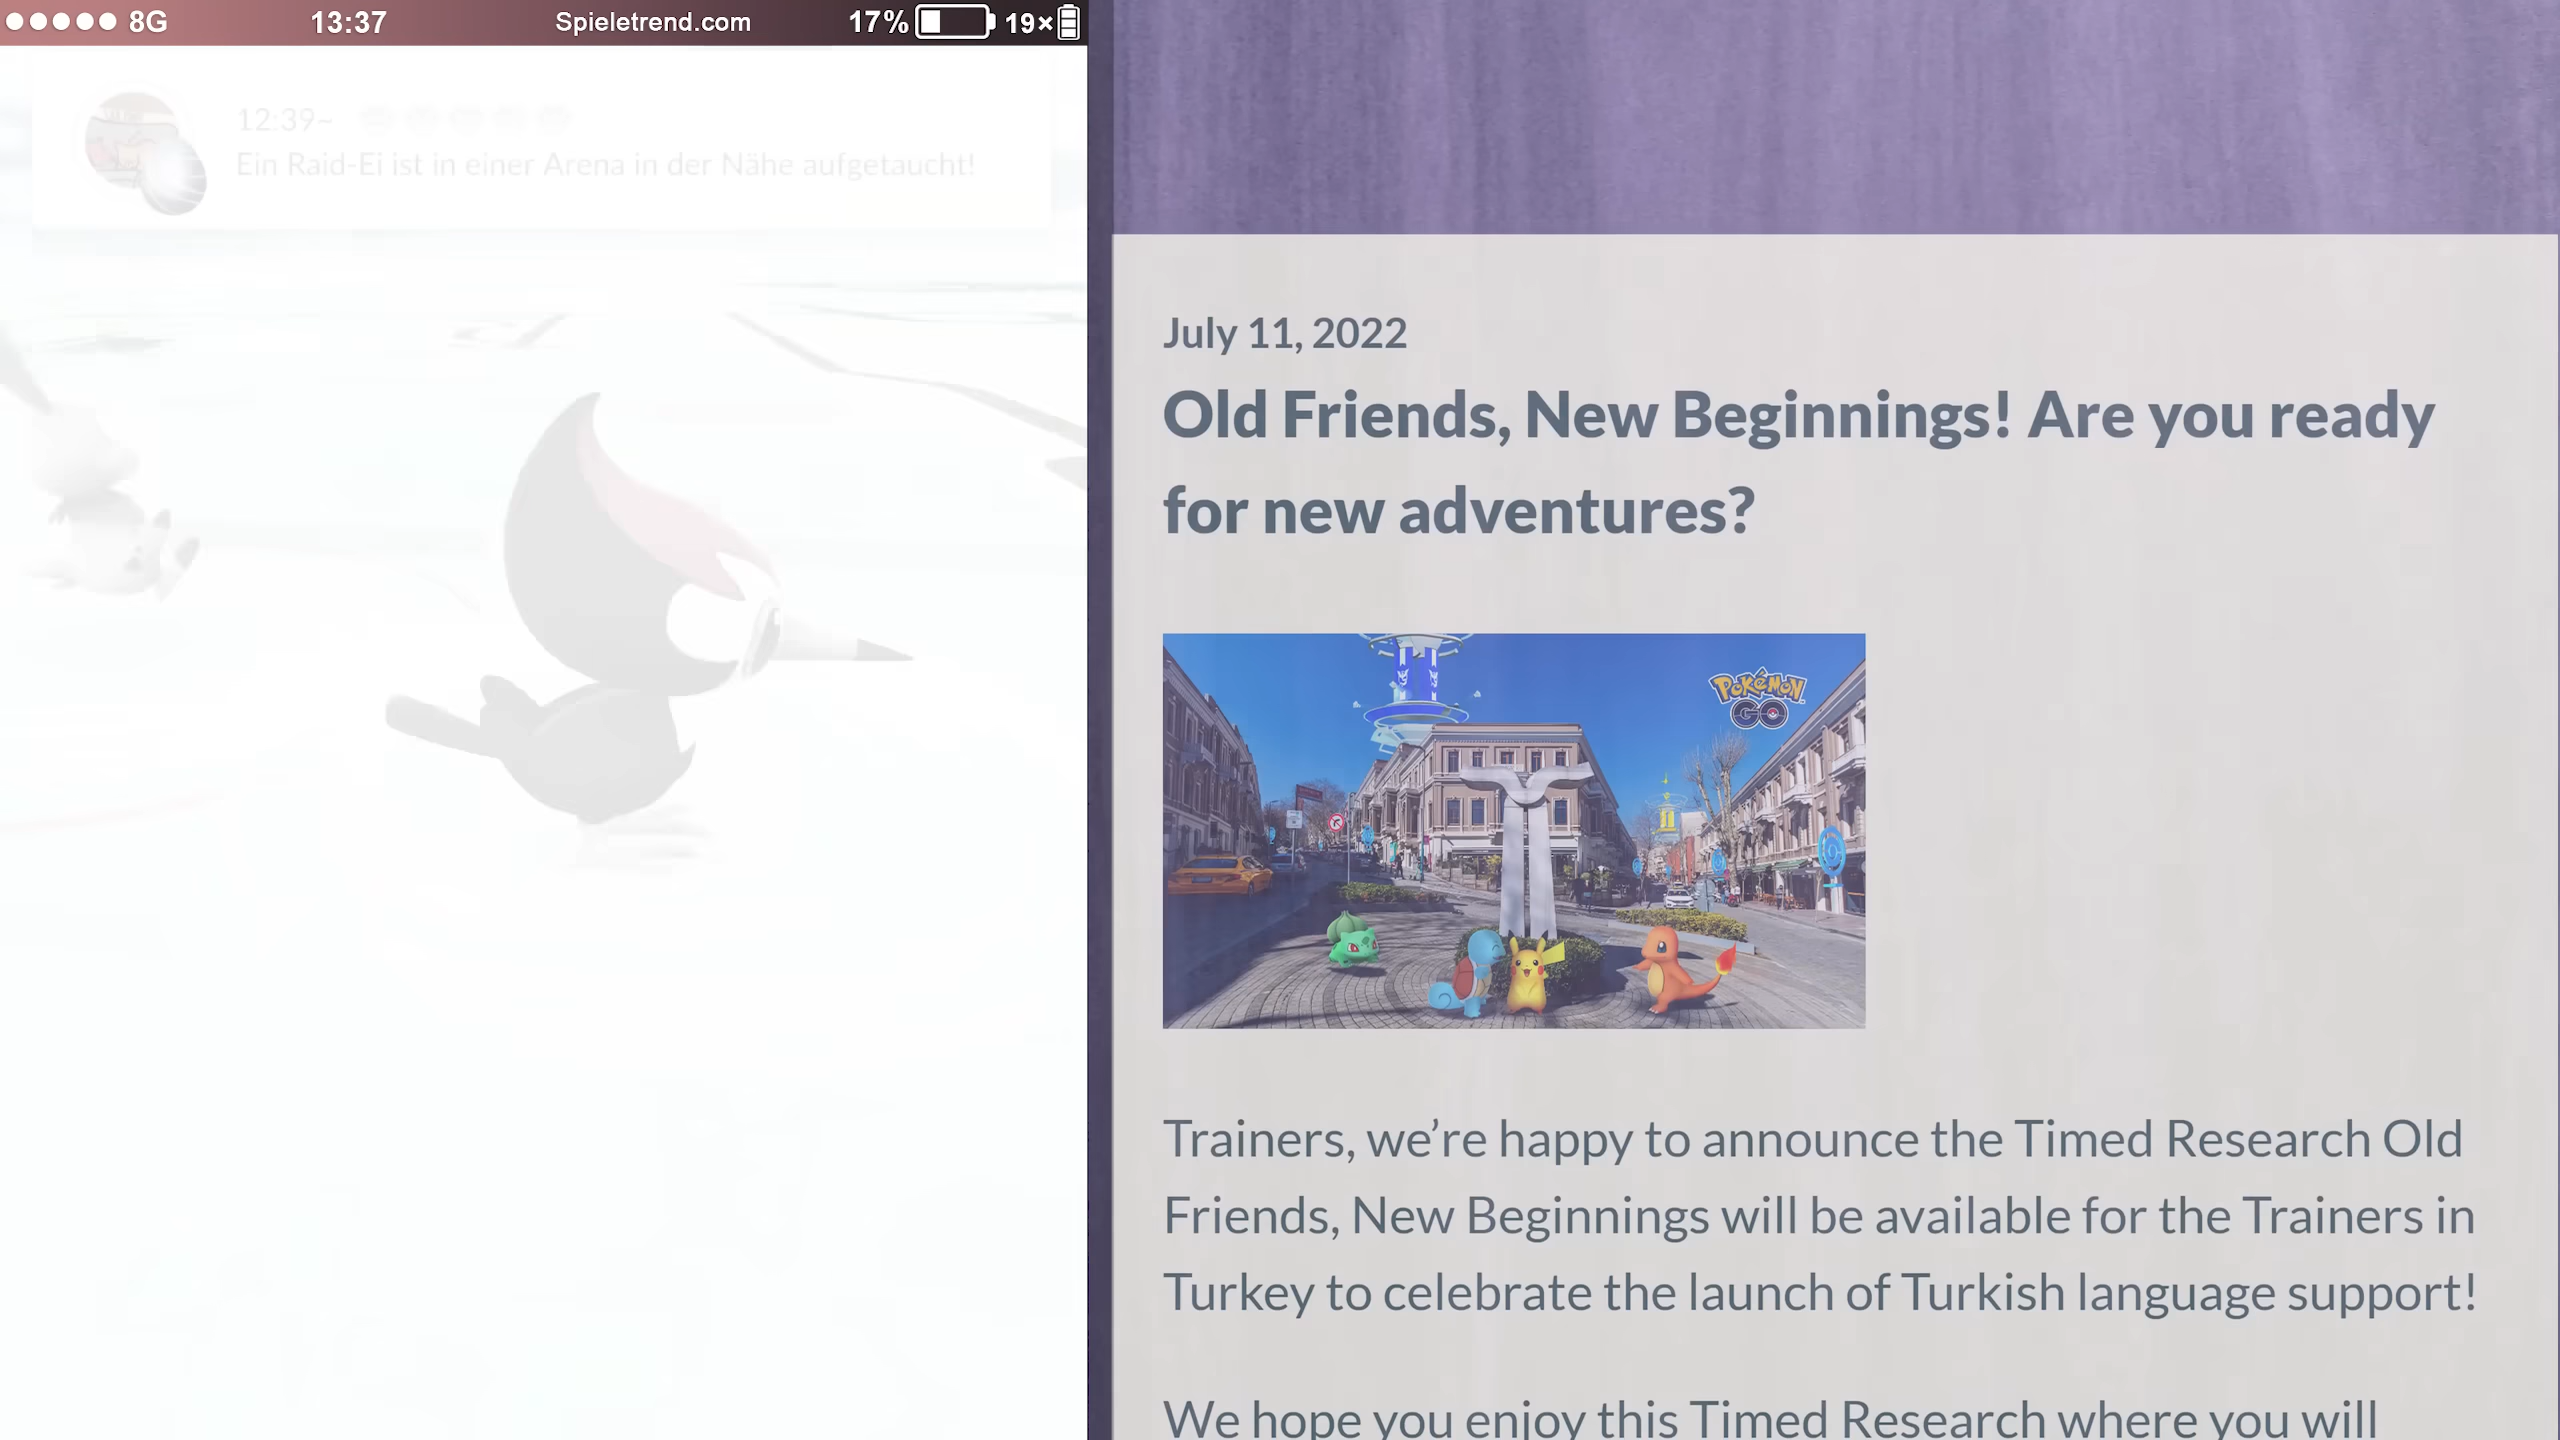 8G 13:37 Spieletrend.com 17% 19×
12:39~
Ein Raid-Ei ist in einer Arena in der Nähe aufgetaucht!
July 11, 2022
Old Friends, New Beginnings! Are you ready
for new adventures?
POKÉMON
GO
Trainers, we’re happy to announce the Timed Research Old
Friends, New Beginnings will be available for the Trainers in
Turkey to celebrate the launch of Turkish language support!
We hope you enjoy this Timed Research where you will